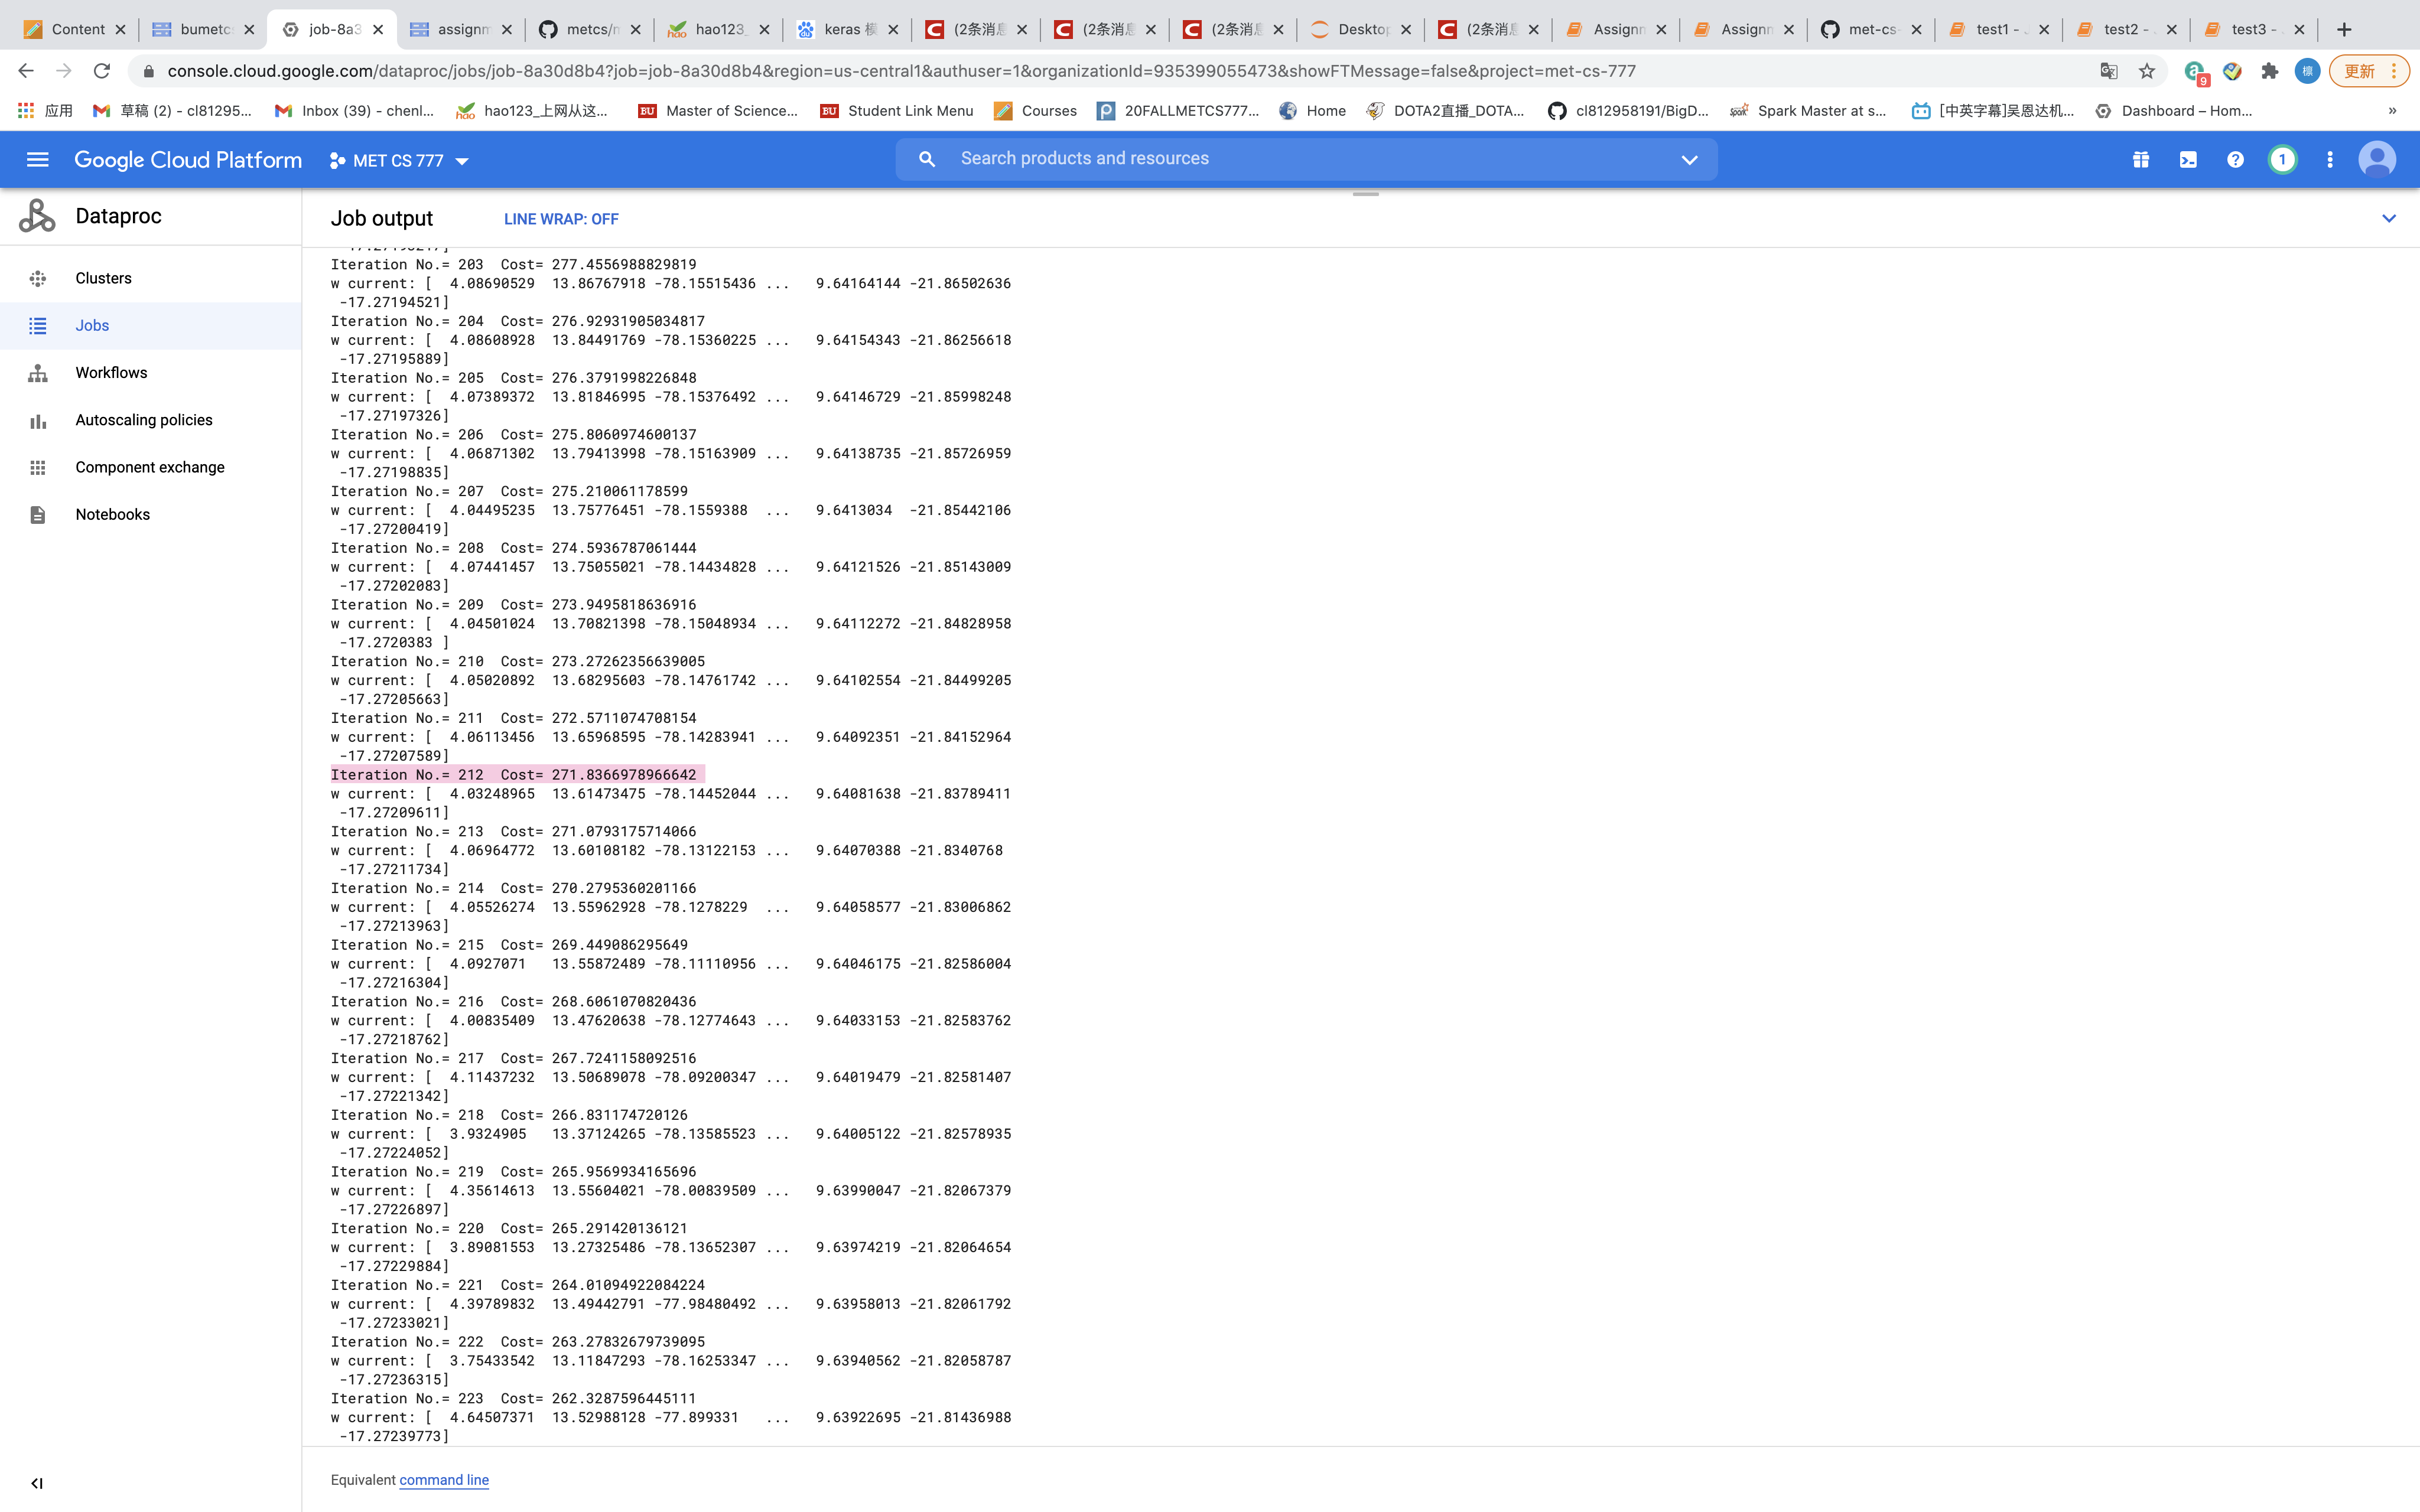 Content
bumetc
job-8a3
assignm
metcs/n
hao123_
keras 模
(2条消息
(2条消息
(2条消息
Desktop
(2条消息
Assignm
Assignm
met-cs-
test1 -
test2 -
test3 -
console.cloud.google.com/dataproc/jobs/job-8a30d8b4?job=job-8a30d8b4&region=us-central1&authuser=1&organizationId=935399055473&showFTMessage=false&project=met-cs-777
9
標
更新
应用
草稿 (2) - cl81295...
Inbox (39) - chenl...
hao123_上网从这...
BU Master of Science...
BU Student Link Menu
Courses
20FALLMETCS777...
Home
DOTA2直播_DOTA...
cl812958191/BigD...
Spark Master at s...
[中英字幕]吴恩达机...
Dashboard – Hom...
»
Google Cloud Platform
MET CS 777
Search products and resources
1
Dataproc
Clusters
Jobs
Workflows
Autoscaling policies
Component exchange
Notebooks
Job output
LINE WRAP: OFF
Iteration No.= 203  Cost= 277.4556988829819
w current: [  4.08690529  13.86767918 -78.15515436 ...   9.64164144 -21.86502636
 -17.27194521]
Iteration No.= 204  Cost= 276.92931905034817
w current: [  4.08608928  13.84491769 -78.15360225 ...   9.64154343 -21.86256618
 -17.27195889]
Iteration No.= 205  Cost= 276.3791998226848
w current: [  4.07389372  13.81846995 -78.15376492 ...   9.64146729 -21.85998248
 -17.27197326]
Iteration No.= 206  Cost= 275.8060974600137
w current: [  4.06871302  13.79413998 -78.15163909 ...   9.64138735 -21.85726959
 -17.27198835]
Iteration No.= 207  Cost= 275.210061178599
w current: [  4.04495235  13.75776451 -78.1559388  ...   9.6413034  -21.85442106
 -17.27200419]
Iteration No.= 208  Cost= 274.5936787061444
w current: [  4.07441457  13.75055021 -78.14434828 ...   9.64121526 -21.85143009
 -17.27202083]
Iteration No.= 209  Cost= 273.9495818636916
w current: [  4.04501024  13.70821398 -78.15048934 ...   9.64112272 -21.84828958
 -17.2720383 ]
Iteration No.= 210  Cost= 273.27262356639005
w current: [  4.05020892  13.68295603 -78.14761742 ...   9.64102554 -21.84499205
 -17.27205663]
Iteration No.= 211  Cost= 272.5711074708154
w current: [  4.06113456  13.65968595 -78.14283941 ...   9.64092351 -21.84152964
 -17.27207589]
Iteration No.= 212  Cost= 271.8366978966642
w current: [  4.03248965  13.61473475 -78.14452044 ...   9.64081638 -21.83789411
 -17.27209611]
Iteration No.= 213  Cost= 271.0793175714066
w current: [  4.06964772  13.60108182 -78.13122153 ...   9.64070388 -21.8340768
 -17.27211734]
Iteration No.= 214  Cost= 270.2795360201166
w current: [  4.05526274  13.55962928 -78.1278229  ...   9.64058577 -21.83006862
 -17.27213963]
Iteration No.= 215  Cost= 269.449086295649
w current: [  4.0927071   13.55872489 -78.11110956 ...   9.64046175 -21.82586004
 -17.27216304]
Iteration No.= 216  Cost= 268.6061070820436
w current: [  4.00835409  13.47620638 -78.12774643 ...   9.64033153 -21.82583762
 -17.27218762]
Iteration No.= 217  Cost= 267.7241158092516
w current: [  4.11437232  13.50689078 -78.09200347 ...   9.64019479 -21.82581407
 -17.27221342]
Iteration No.= 218  Cost= 266.831174720126
w current: [  3.9324905   13.37124265 -78.13585523 ...   9.64005122 -21.82578935
 -17.27224052]
Iteration No.= 219  Cost= 265.9569934165696
w current: [  4.35614613  13.55604021 -78.00839509 ...   9.63990047 -21.82067379
 -17.27226897]
Iteration No.= 220  Cost= 265.291420136121
w current: [  3.89081553  13.27325486 -78.13652307 ...   9.63974219 -21.82064654
 -17.27229884]
Iteration No.= 221  Cost= 264.01094922084224
w current: [  4.39789832  13.49442791 -77.98480492 ...   9.63958013 -21.82061792
 -17.27233021]
Iteration No.= 222  Cost= 263.27832679739095
w current: [  3.75433542  13.11847293 -78.16253347 ...   9.63940562 -21.82058787
 -17.27236315]
Iteration No.= 223  Cost= 262.3287596445111
w current: [  4.64507371  13.52988128 -77.899331   ...   9.63922695 -21.81436988
 -17.27239773]
Equivalent command line